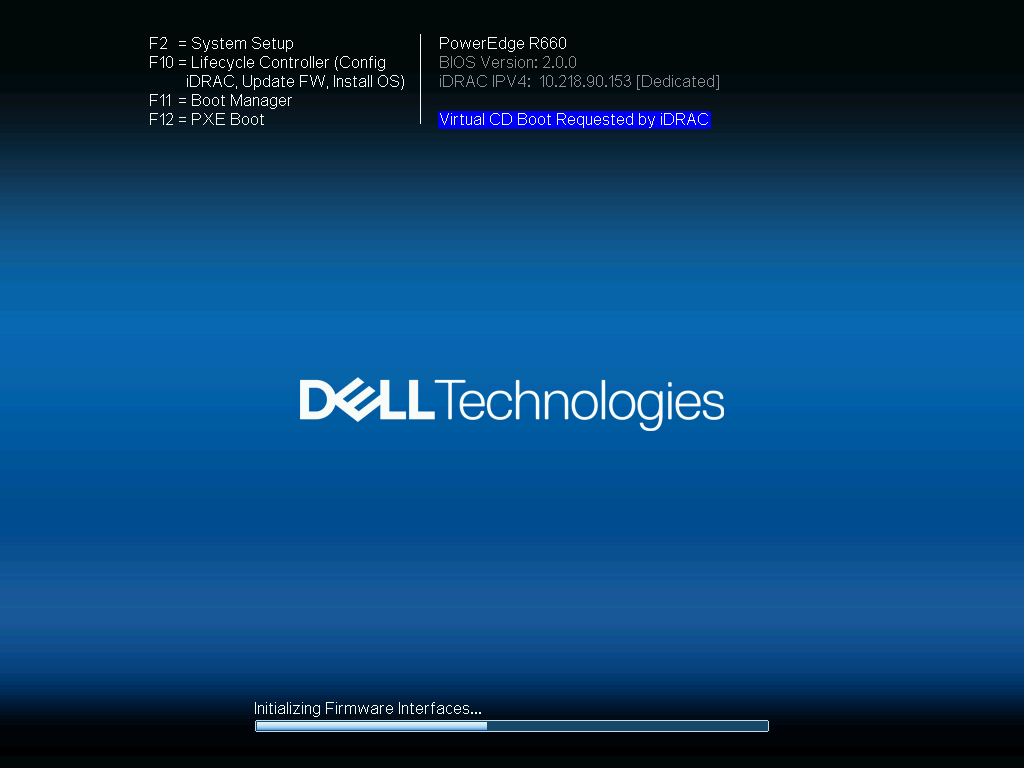 F2 = System Setup
F10 = Lifecycle Controller (Config
iDRAC, Update FW, Install OS)
F11 = Boot Manager
F12 = PXE Boot
PowerEdge R660
BIOS Version: 2.0.0
iDRAC IPV4: 10.218.90.153 [Dedicated]
Virtual CD Boot Requested by iDRAC
DELL Technologies
Initializing Firmware Interfaces...